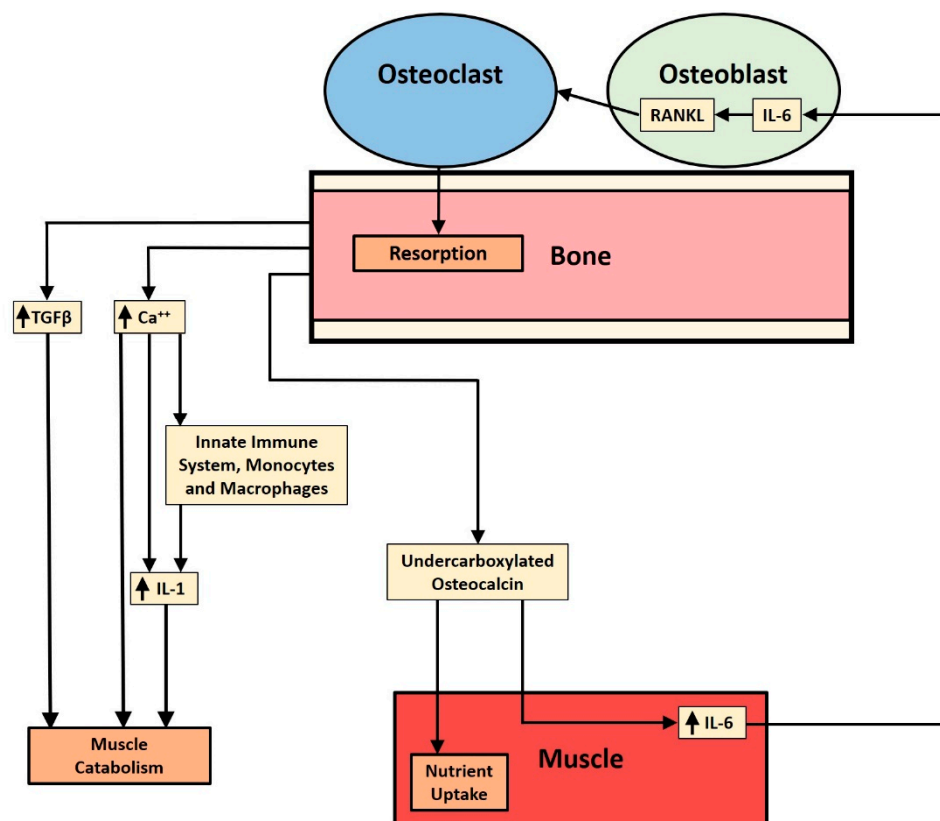 Osteoclast
Osteoblast
RANKL
IL-6
Resorption
Bone
TGFβ
Ca⁺⁺
Innate Immune
System, Monocytes
and Macrophages
Undercarboxylated
Osteocalcin
IL-1
IL-6
Muscle
Muscle
Catabolism
Nutrient
Uptake